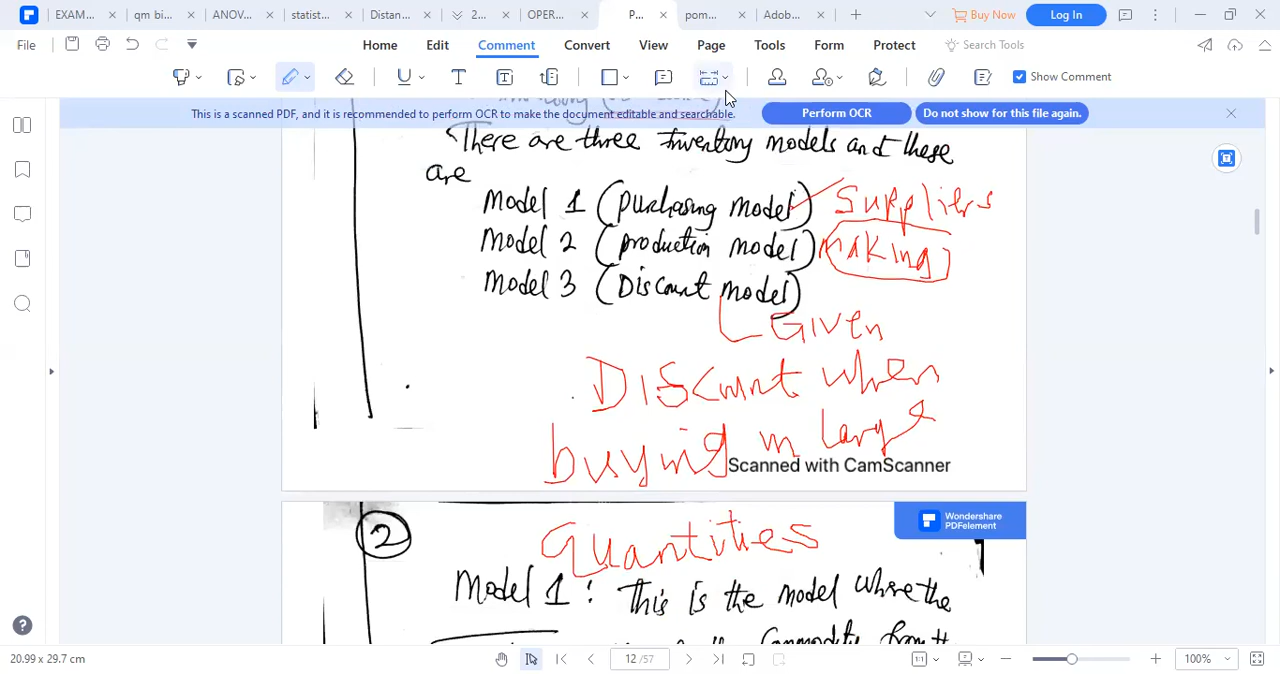 EXAM... qm bi... ANOV... statist... Distan... 2... OPER... P... pom... Adob... Buy Now Log In
File Home Edit Comment Convert View Page Tools Form Protect Search Tools
Show Comment
This is a scanned PDF, and it is recommended to perform OCR to make the document editable and searchable. Perform OCR Do not show for this file again.
There are three Inventory models and these
are
Model 1 (purchasing model) Suppliers
Model 2 (production model) making
Model 3 (Discount model)
Given
Discount when
buying in large
Scanned with CamScanner
Wondershare
PDFelement
2 Quantities
Model 1: This is the model where the
Commodity from
20.99 x 29.7 cm 12 /57 1:1 100%